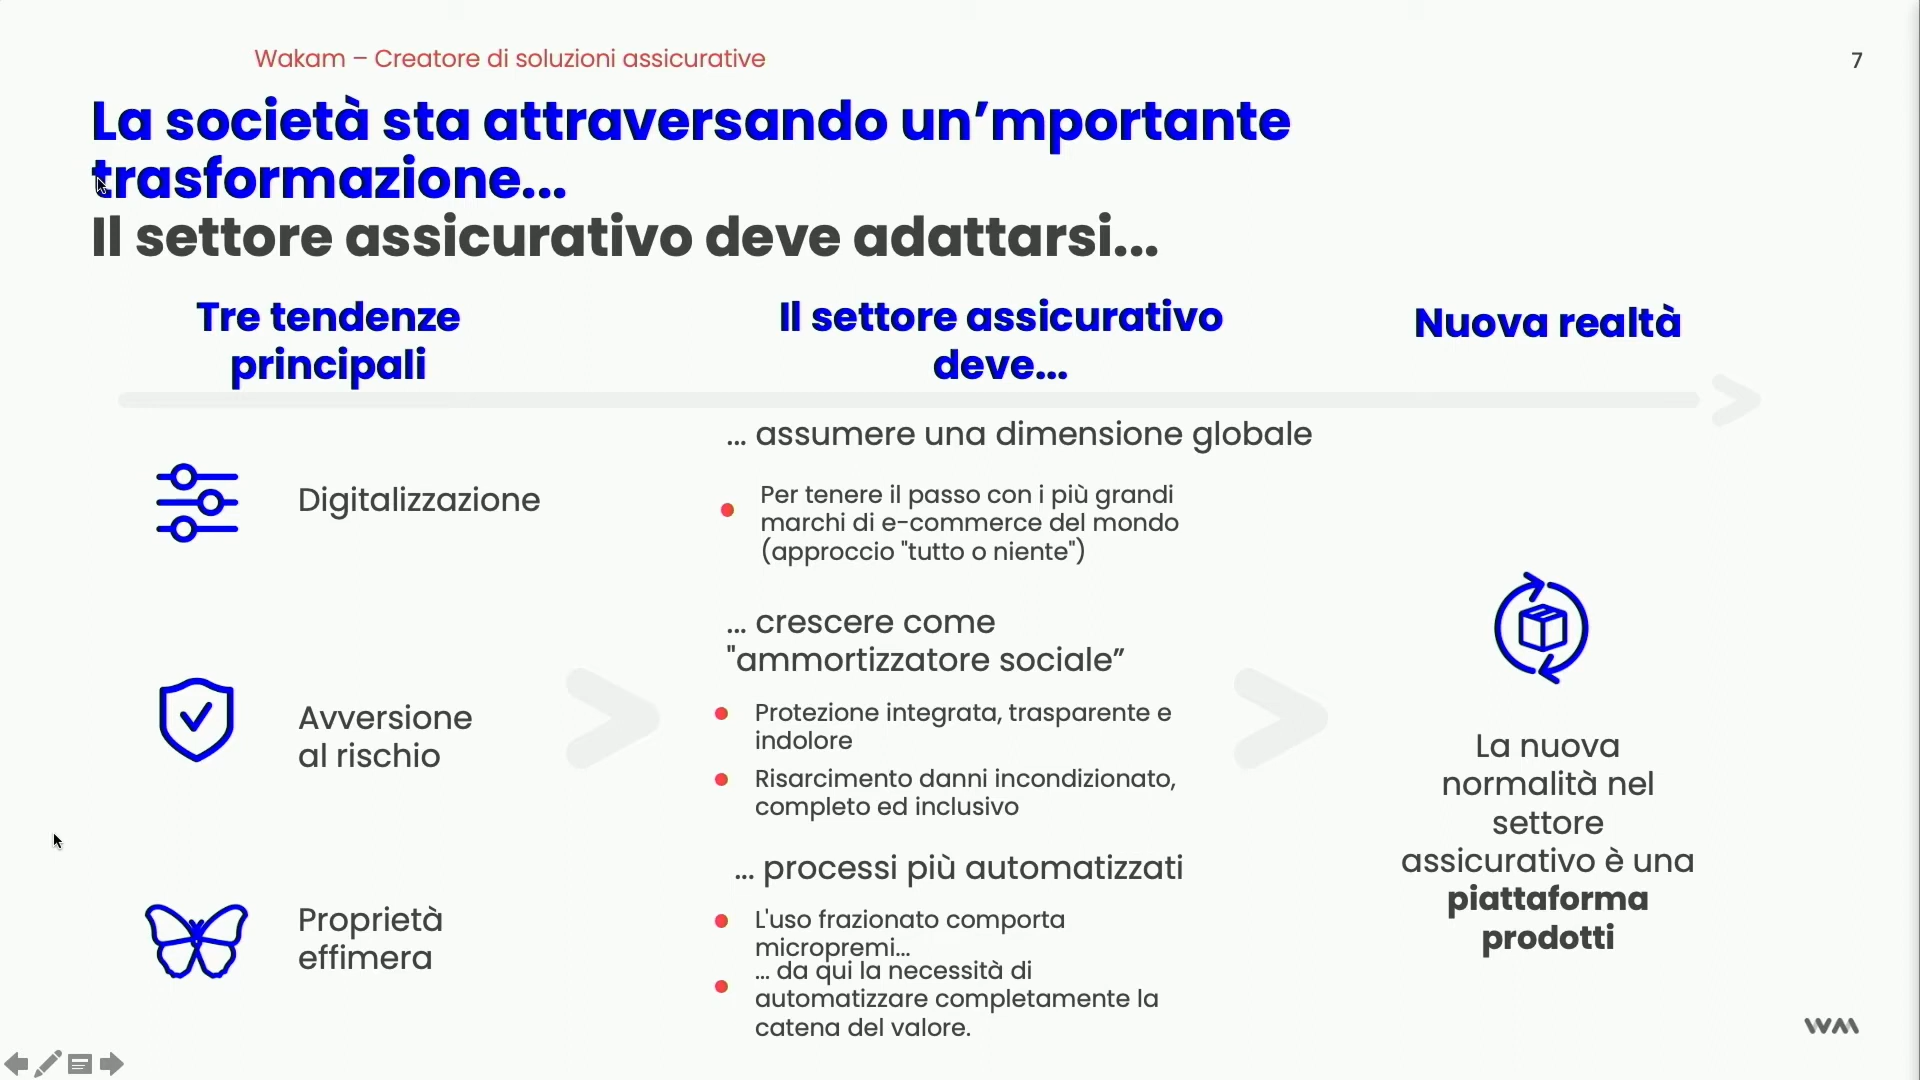 Wakam – Creatore di soluzioni assicurative
7
La società sta attraversando un’mportante
trasformazione...
Il settore assicurativo deve adattarsi...
Tre tendenze
principali
Il settore assicurativo
deve...
Nuova realtà
Digitalizzazione
... assumere una dimensione globale
Per tenere il passo con i più grandi
marchi di e-commerce del mondo
(approccio "tutto o niente")
Avversione
al rischio
... crescere come
"ammortizzatore sociale”
Protezione integrata, trasparente e
indolore
Risarcimento danni incondizionato,
completo ed inclusivo
Proprietà
effimera
... processi più automatizzati
L'uso frazionato comporta
micropremi...
... da qui la necessità di
automatizzare completamente la
catena del valore.
La nuova
normalità nel
settore
assicurativo è una
piattaforma
prodotti
WM